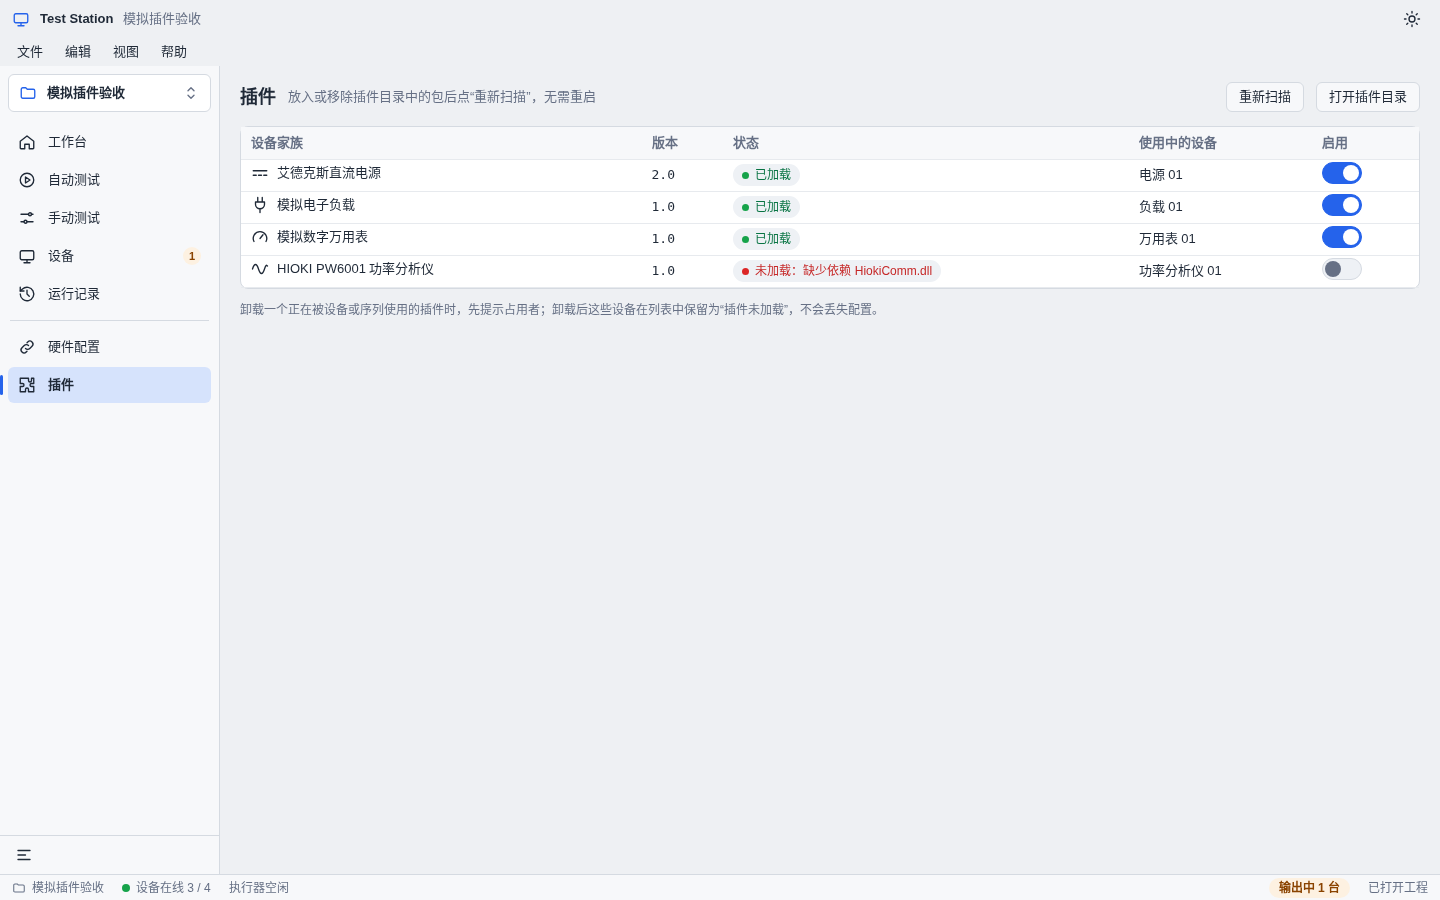 Test Station 模拟插件验收
文件 编辑 视图 帮助
模拟插件验收
工作台
自动测试
手动测试
设备 1
运行记录
硬件配置
插件
插件 放入或移除插件目录中的包后点“重新扫描”，无需重启 重新扫描 打开插件目录
设备家族 版本 状态 使用中的设备 启用
艾德克斯直流电源 2.0 已加载 电源 01
模拟电子负载 1.0 已加载 负载 01
模拟数字万用表 1.0 已加载 万用表 01
HIOKI PW6001 功率分析仪 1.0 未加载：缺少依赖 HiokiComm.dll 功率分析仪 01
卸载一个正在被设备或序列使用的插件时，先提示占用者；卸载后这些设备在列表中保留为“插件未加载”，不会丢失配置。
模拟插件验收 设备在线 3 / 4 执行器空闲 输出中 1 台 已打开工程